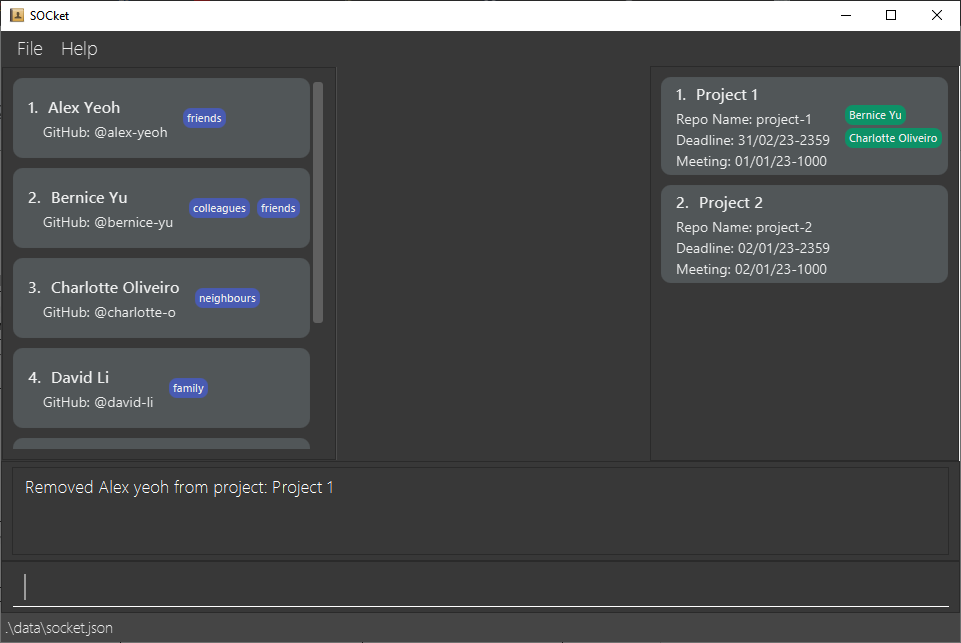 SOCket
File Help
1. Alex Yeoh
GitHub: @alex-yeoh
friends
2. Bernice Yu
GitHub: @bernice-yu
colleagues friends
3. Charlotte Oliveiro
GitHub: @charlotte-o
neighbours
4. David Li
GitHub: @david-li
family
1. Project 1
Repo Name: project-1
Deadline: 31/02/23-2359
Meeting: 01/01/23-1000
Bernice Yu
Charlotte Oliveiro
2. Project 2
Repo Name: project-2
Deadline: 02/01/23-2359
Meeting: 02/01/23-1000
Removed Alex yeoh from project: Project 1
.\data\socket.json